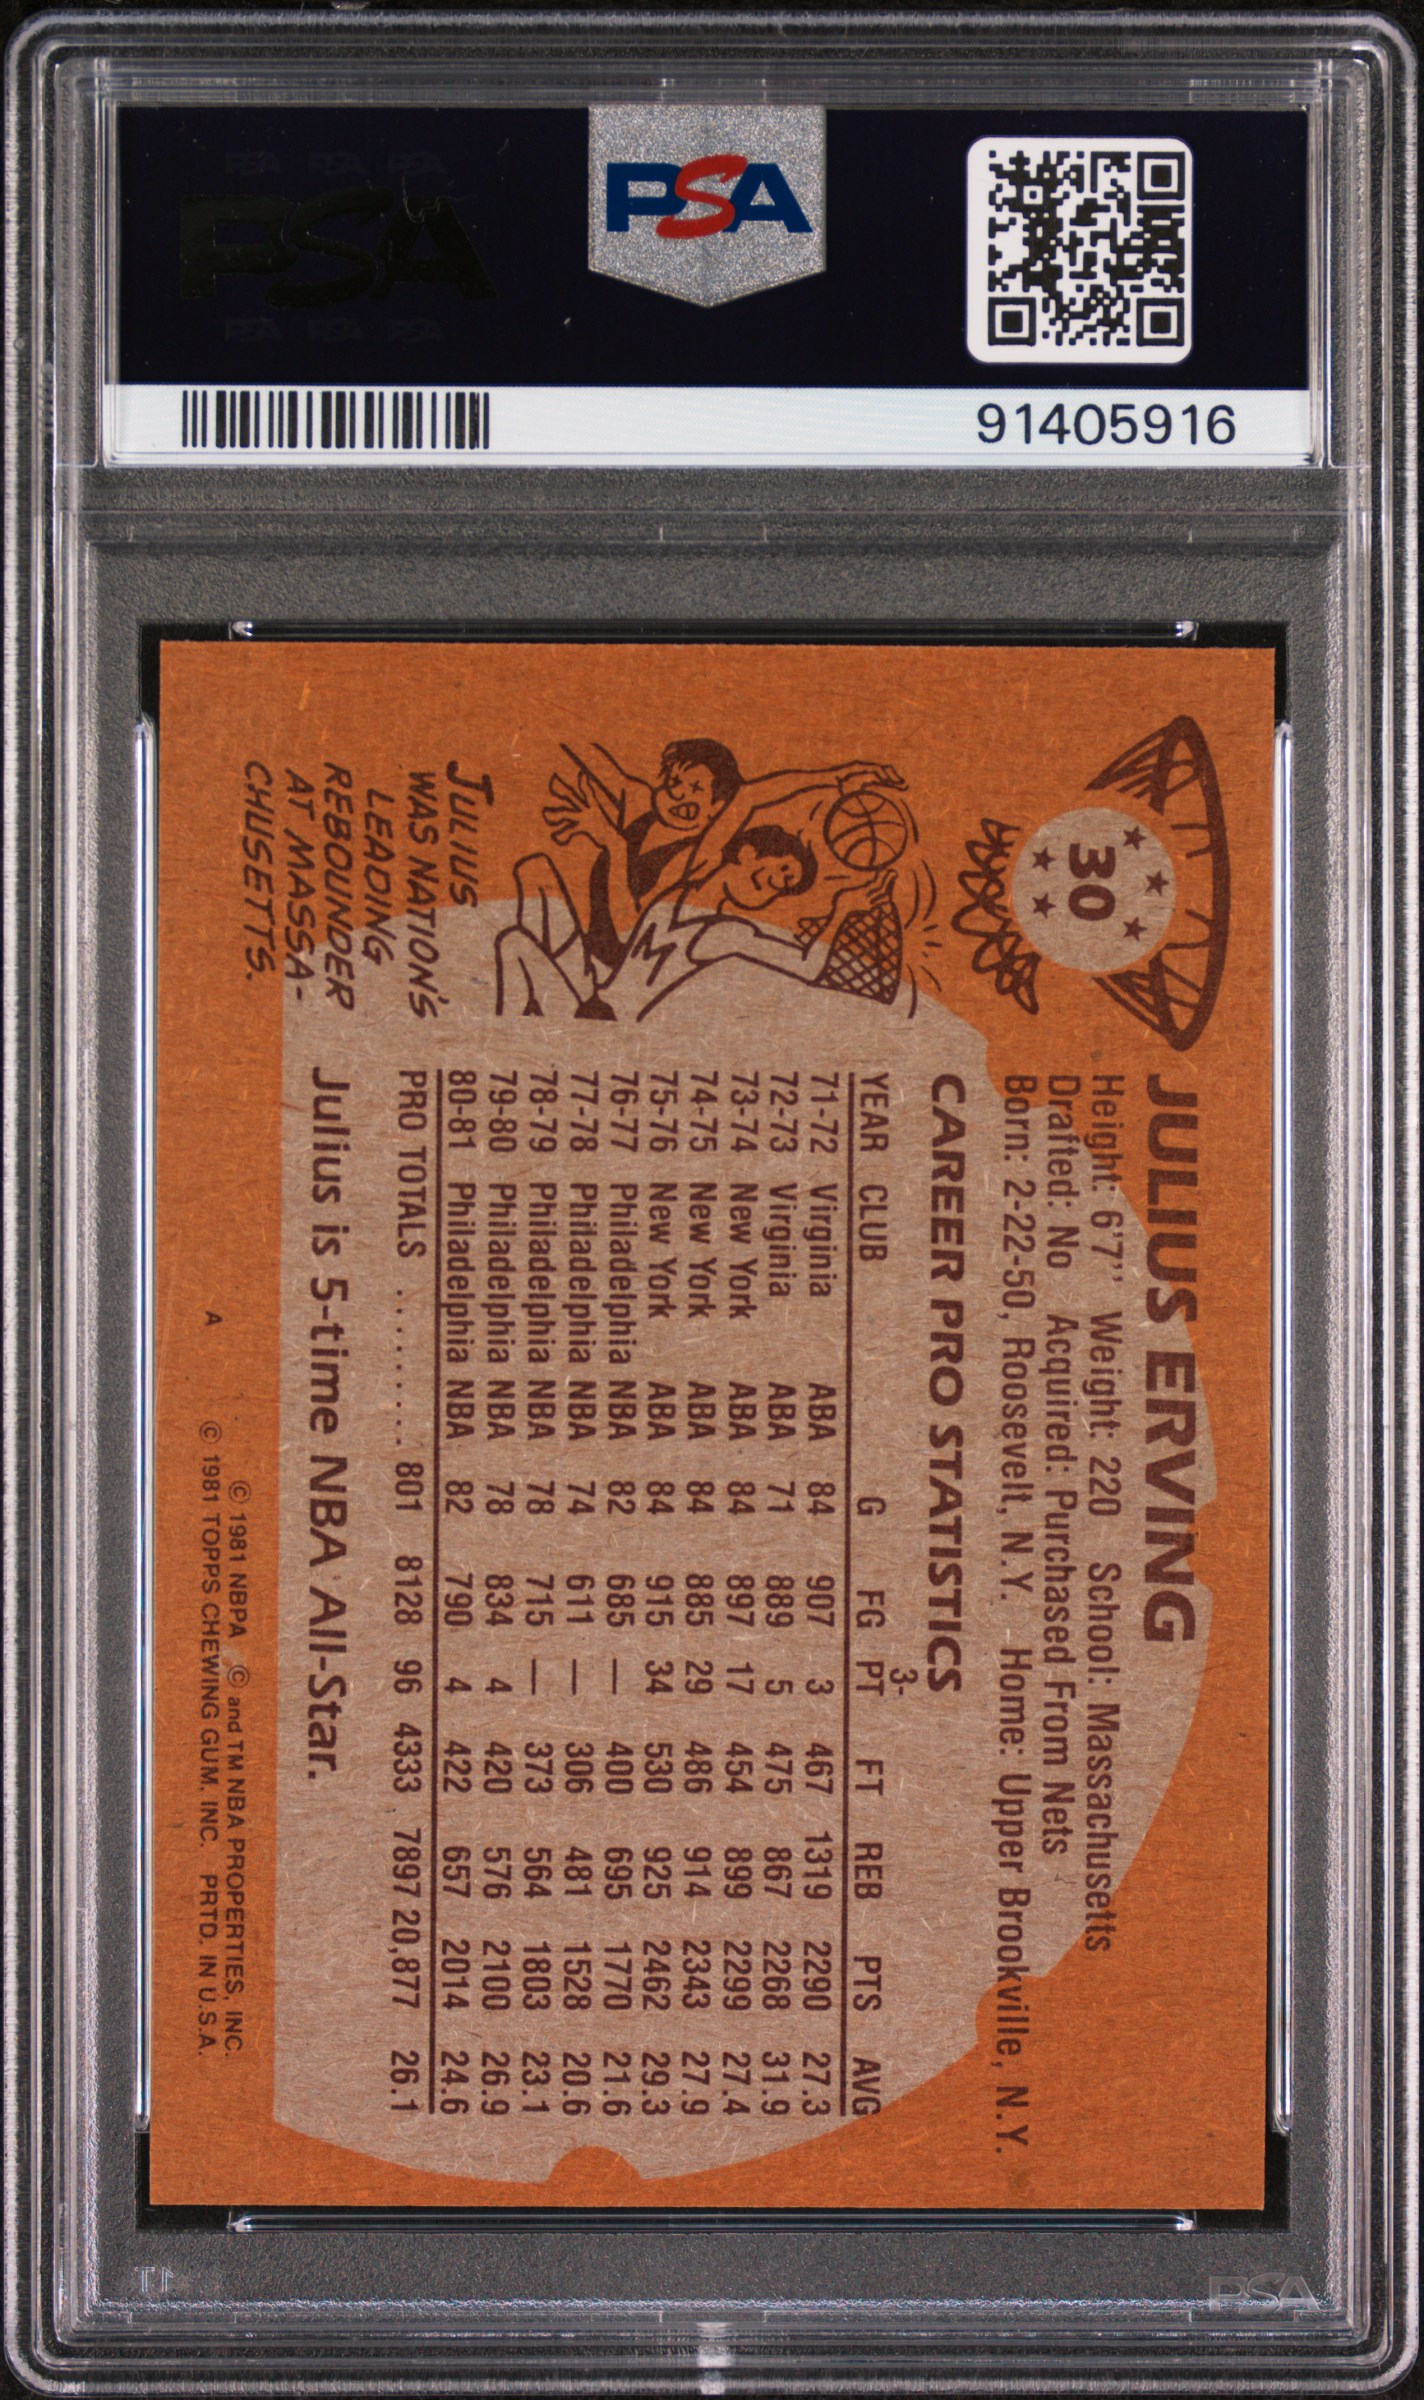 PSA
PSA PSA PSA
PSA
PSA PSA PSA
91405916
30
JULIUS ERVING
Height: 6'7" Weight: 220 School: Massachusetts
Drafted: No Acquired: Purchased From Nets
Born: 2-22-50, Roosevelt, N.Y. Home: Upper Brookville, N.Y.
CAREER PRO STATISTICS
YEAR CLUB G FG 3-PT FT REB PTS AVG
71-72 Virginia ABA 84 907 3 467 1319 2290 27.3
72-73 Virginia ABA 71 889 5 475 867 2268 31.9
73-74 New York ABA 84 897 17 454 899 2299 27.4
74-75 New York ABA 84 885 29 486 914 2343 27.9
75-76 New York ABA 84 915 34 530 925 2462 29.3
76-77 Philadelphia NBA 82 685 — 400 695 1770 21.6
77-78 Philadelphia NBA 74 611 — 306 481 1528 20.6
78-79 Philadelphia NBA 78 715 — 373 564 1803 23.1
79-80 Philadelphia NBA 78 834 4 420 576 2100 26.9
80-81 Philadelphia NBA 82 790 4 422 657 2014 24.6
PRO TOTALS ........ 801 8128 96 4333 7897 20,877 26.1
JULIUS
WAS NATION'S
LEADING
REBOUNDER
AT MASSA-
CHUSETTS.
Julius is 5-time NBA All-Star.
© 1981 NBPA © and TM NBA PROPERTIES, INC.
A © 1981 TOPPS CHEWING GUM, INC. PRTD. IN U.S.A.
PSA